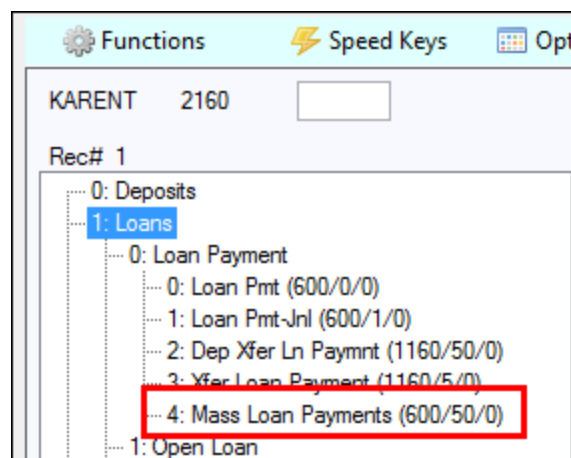 Functions Speed Keys Opt
KARENT 2160
Rec# 1
0: Deposits
1: Loans
0: Loan Payment
0: Loan Pmt (600/0/0)
1: Loan Pmt-Jnl (600/1/0)
2: Dep Xfer Ln Paymnt (1160/50/0)
3: Xfer Loan Payment (1160/5/0)
4: Mass Loan Payments (600/50/0)
1: Open Loan